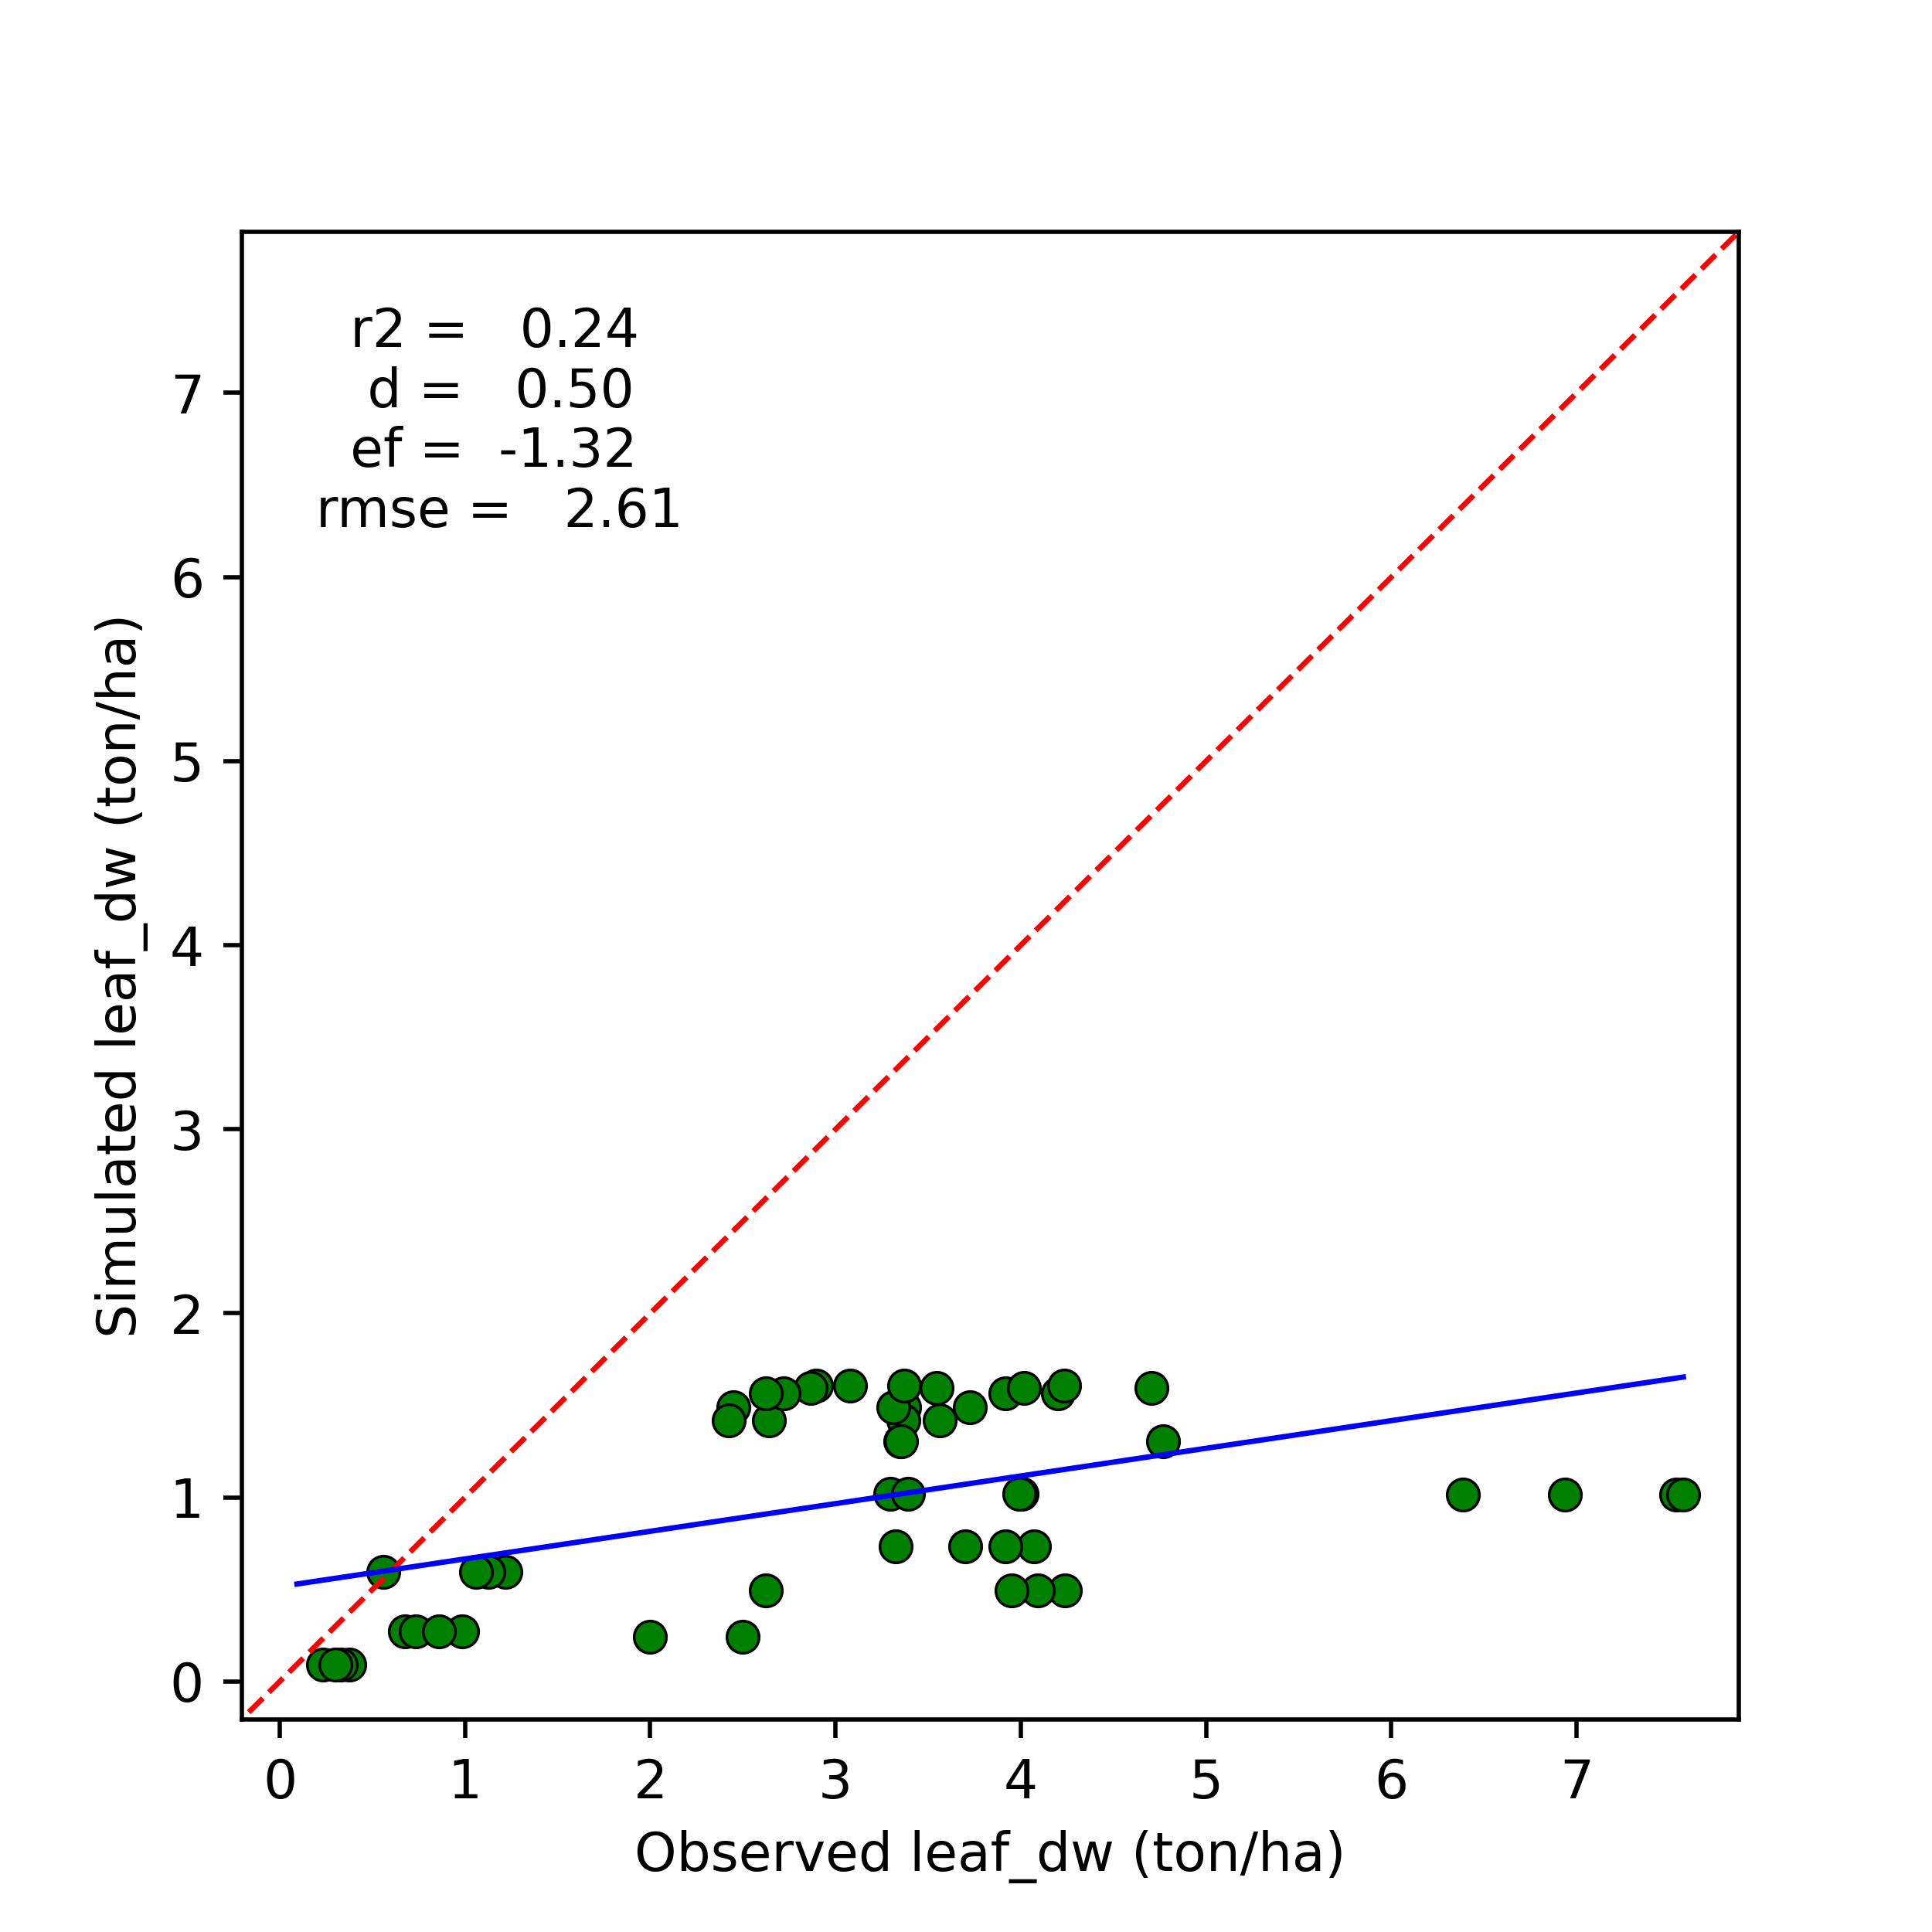 r2 = 0.24
d = 0.50
ef = -1.32
rmse = 2.61
7
6
5
4
3
2
1
0
Simulated leaf_dw (ton/ha)
0 1 2 3 4 5 6 7
Observed leaf_dw (ton/ha)